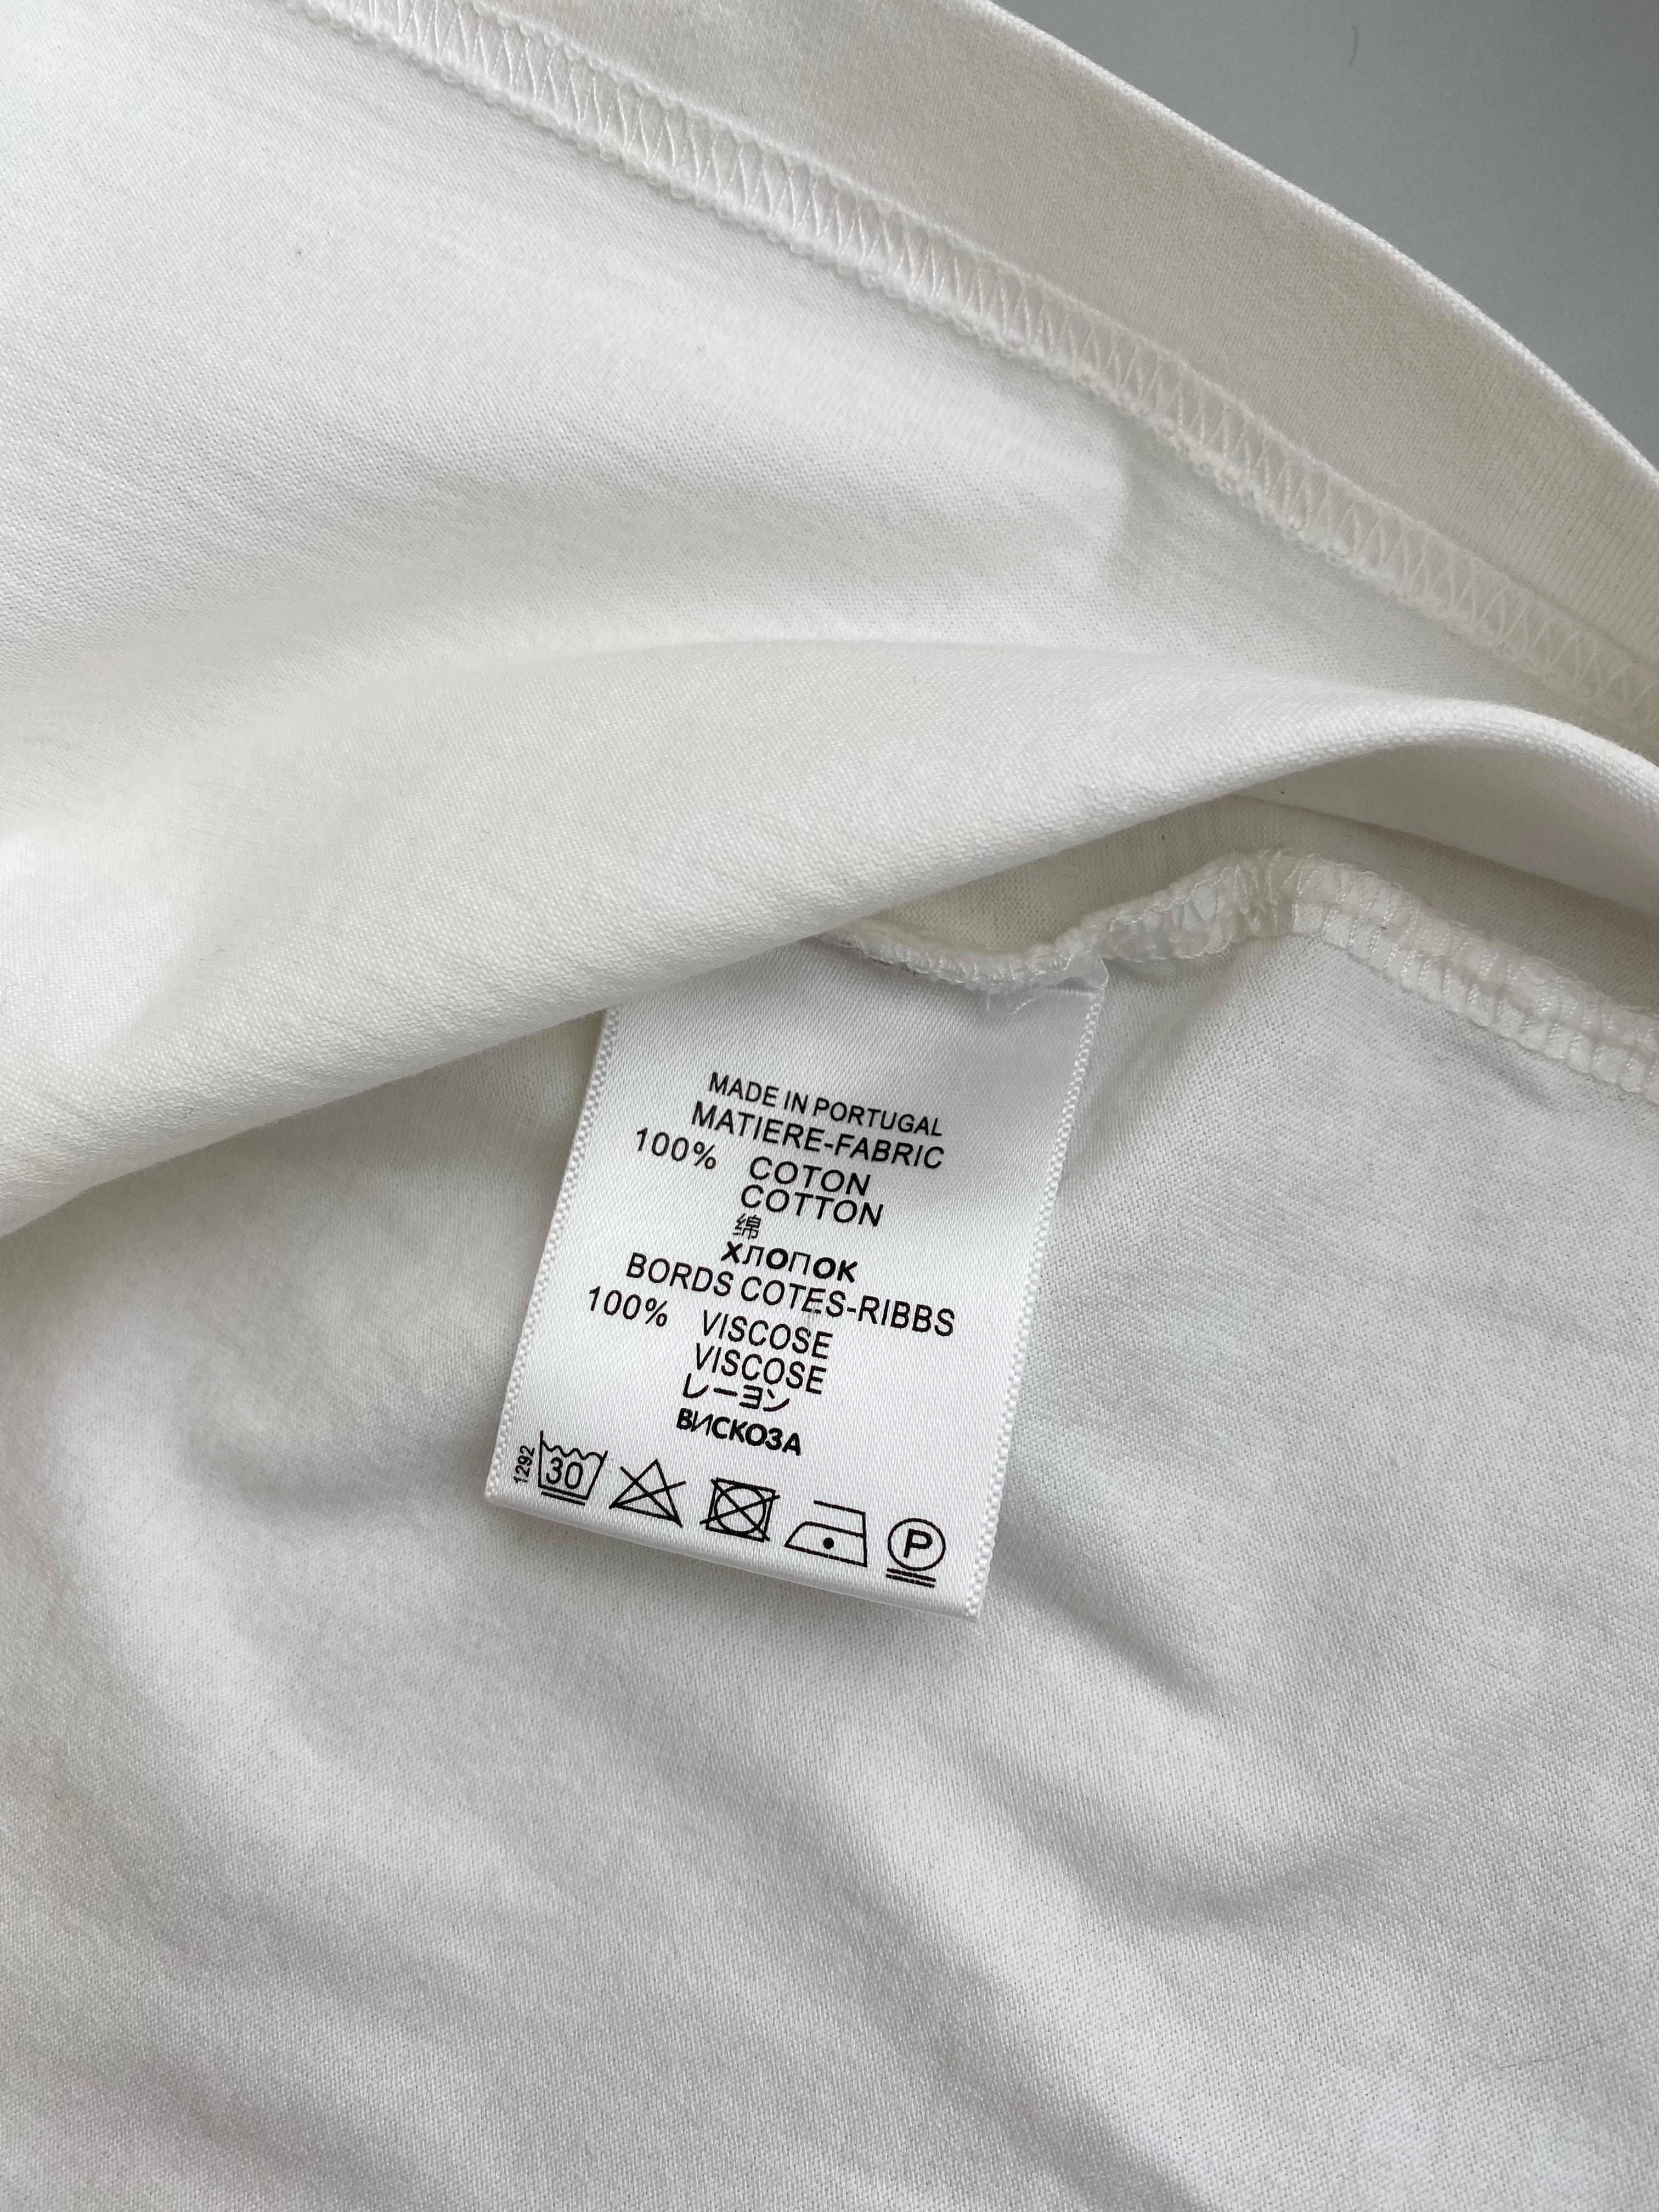 MADE IN PORTUGAL
MATIERE-FABRIC
100% COTON
COTTON
绵
хлопок
BORDS COTES-RIBBS
100% VISCOSE
VISCOSE
レーヨン
вискоза
1292
30
P